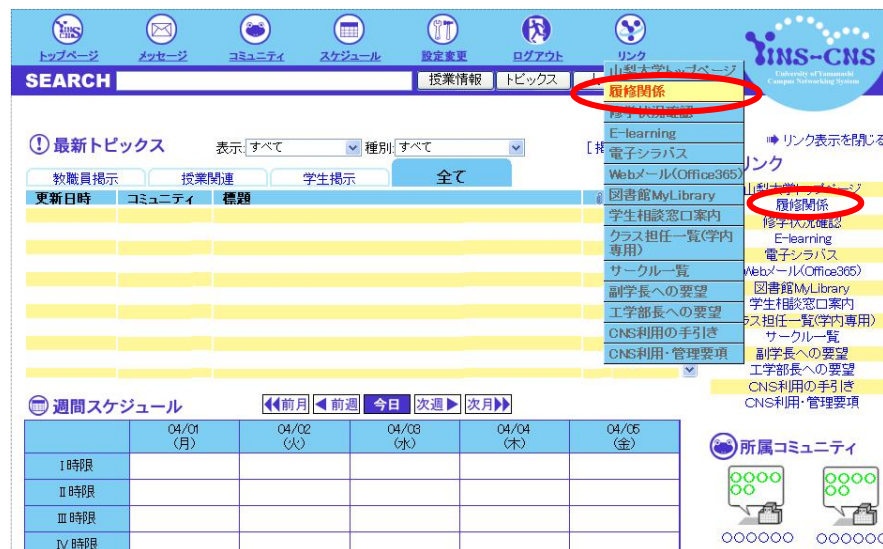 YINS
トップページ メッセージ コミュニティ スケジュール 設定変更 ログアウト リンク
YINS-CNS
University of Yamanashi
Campus Networking System
SEARCH 授業情報 トピックス
山梨大学トップページ
履修関係
修学状況確認
E-learning
電子シラバス
Webメール(Office365)
図書館MyLibrary
学生相談窓口案内
クラス担任一覧(学内
専用)
サークル一覧
副学長への要望
工学部長への要望
CNS利用の手引き
CNS利用・管理要項
最新トピックス 表示: すべて 種別: すべて
教職員掲示 授業関連 学生掲示 全て
更新日時 コミュニティ 標題
リンク表示を閉じる
リンク
山梨大学トップページ
履修関係
修学状況確認
E-learning
電子シラバス
Webメール(Office365)
図書館MyLibrary
学生相談窓口案内
クラス担任一覧(学内専用)
サークル一覧
副学長への要望
工学部長への要望
CNS利用の手引き
CNS利用・管理要項
週間スケジュール 前月 前週 今日 次週 次月
04/01 04/02 04/03 04/04 04/05
(月) (火) (水) (木) (金)
I時限
II時限
III時限
IV時限
所属コミュニティ
○○○○ ○○○○
○○ ○○
○○○○○○ ○○○○○○